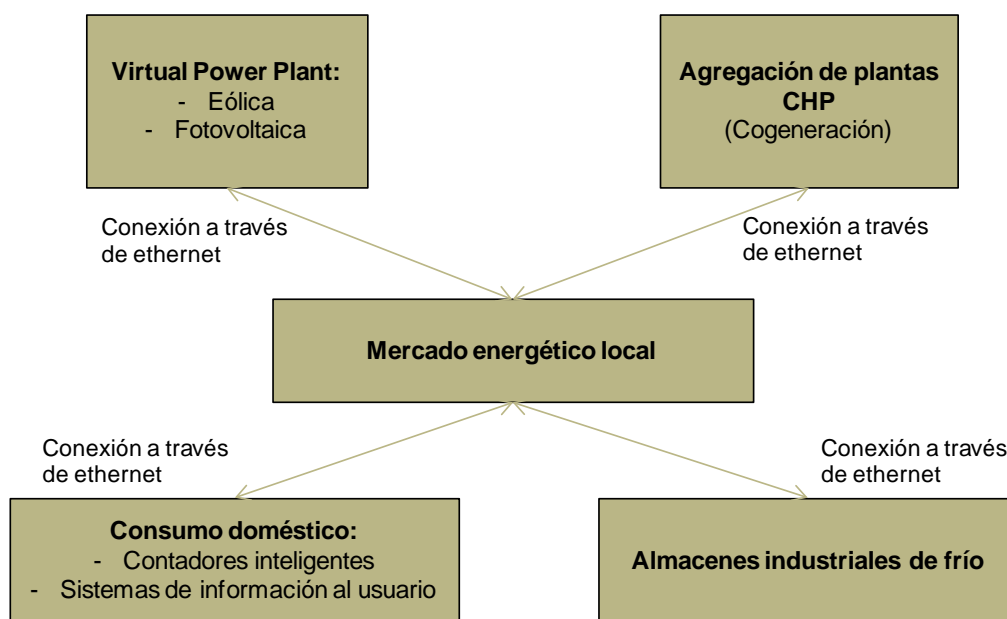 Virtual Power Plant:
- Eólica
- Fotovoltaica
Agregación de plantas
CHP
(Cogeneración)
Conexión a través
de ethernet
Conexión a través
de ethernet
Mercado energético local
Conexión a través
de ethernet
Conexión a través
de ethernet
Consumo doméstico:
- Contadores inteligentes
- Sistemas de información al usuario
Almacenes industriales de frío